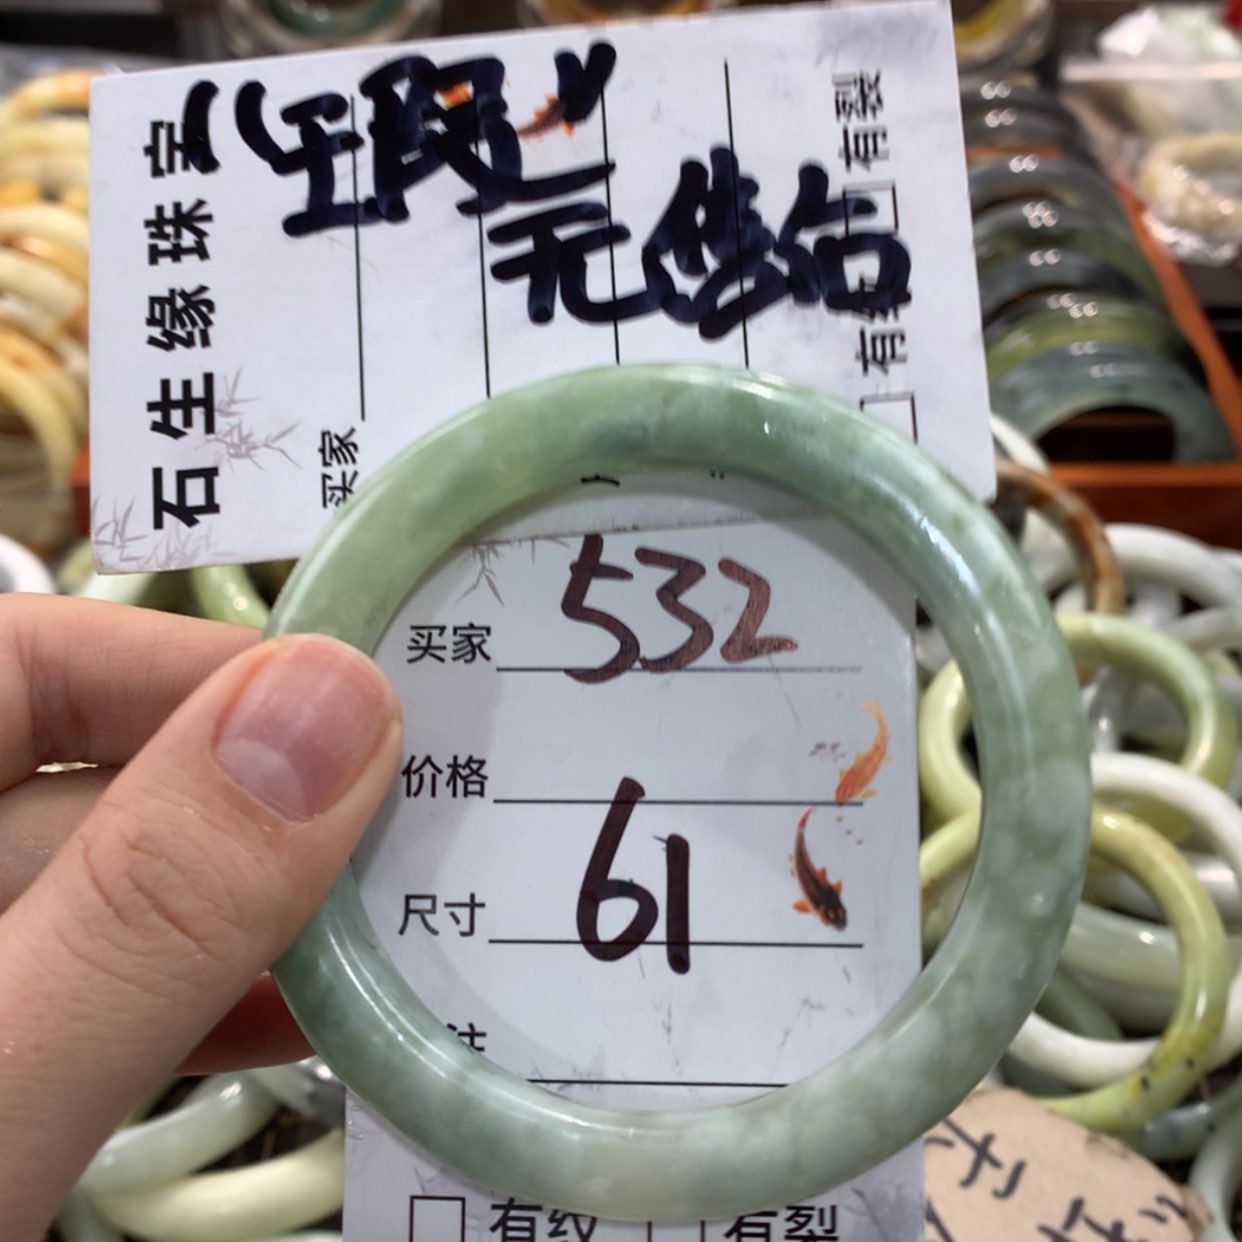 石生缘珠宝
买家
有裂
有纹
无售后
买家 532
价格
尺寸 61
注
有纹 有裂